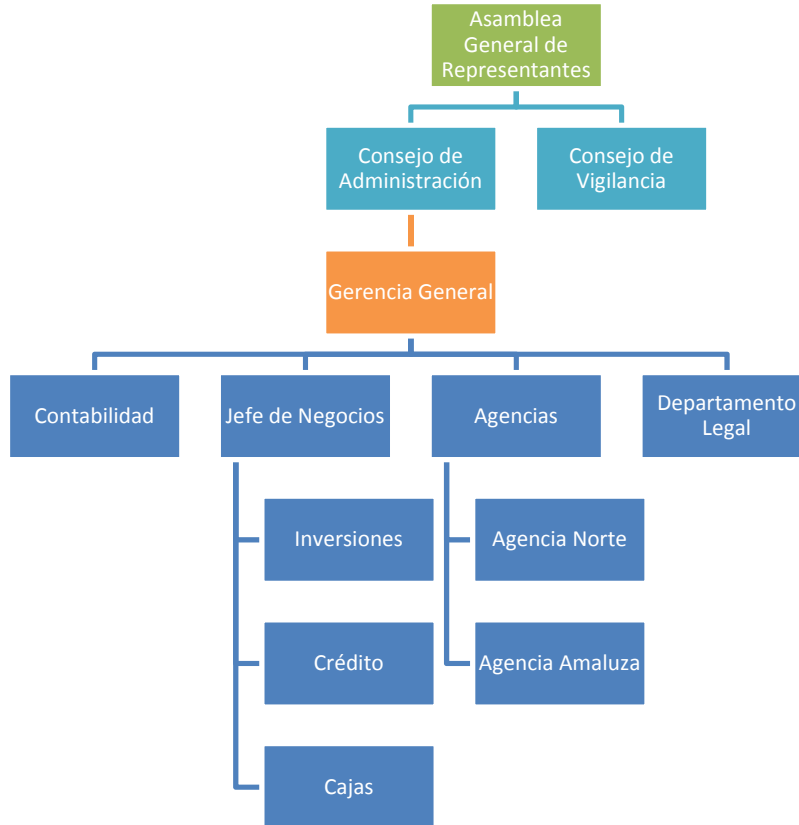 Asamblea
General de
Representantes
Consejo de
Administración
Consejo de
Vigilancia
Gerencia General
Contabilidad
Jefe de Negocios
Agencias
Departamento
Legal
Inversiones
Agencia Norte
Crédito
Agencia Amaluza
Cajas